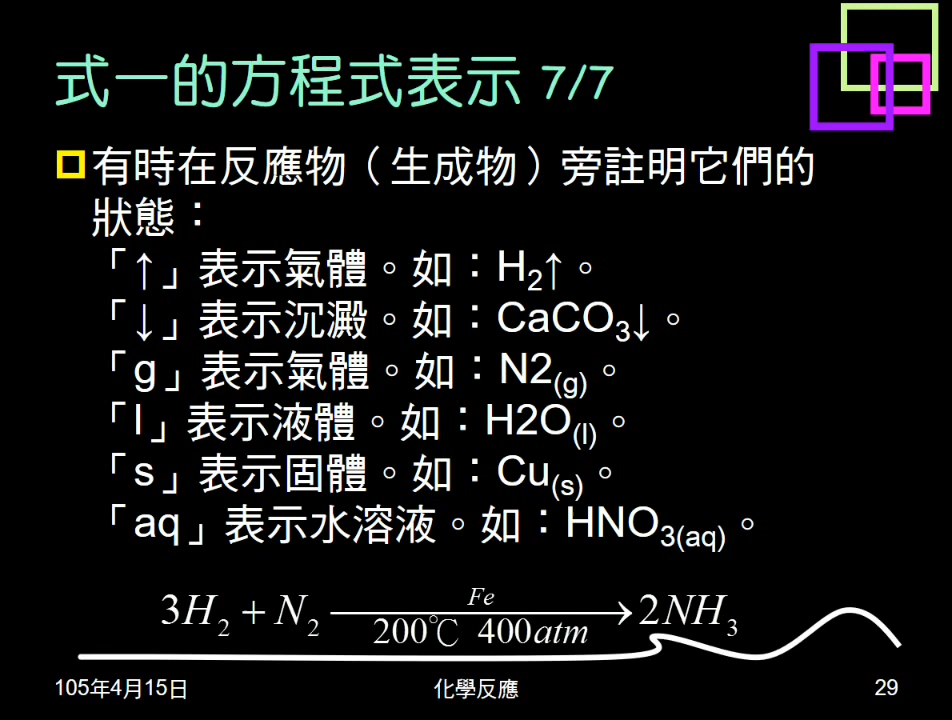 式一的方程式表示 7/7
有時在反應物（生成物）旁註明它們的
狀態：
「↑」表示氣體。如：H₂↑。
「↓」表示沉澱。如：CaCO₃↓。
「g」表示氣體。如：N2(g)。
「l」表示液體。如：H2O(l)。
「s」表示固體。如：Cu(s)。
「aq」表示水溶液。如：HNO₃(aq)。
Fe
3H₂ + N₂ → 2NH₃
200℃ 400atm
105年4月15日
化學反應
29